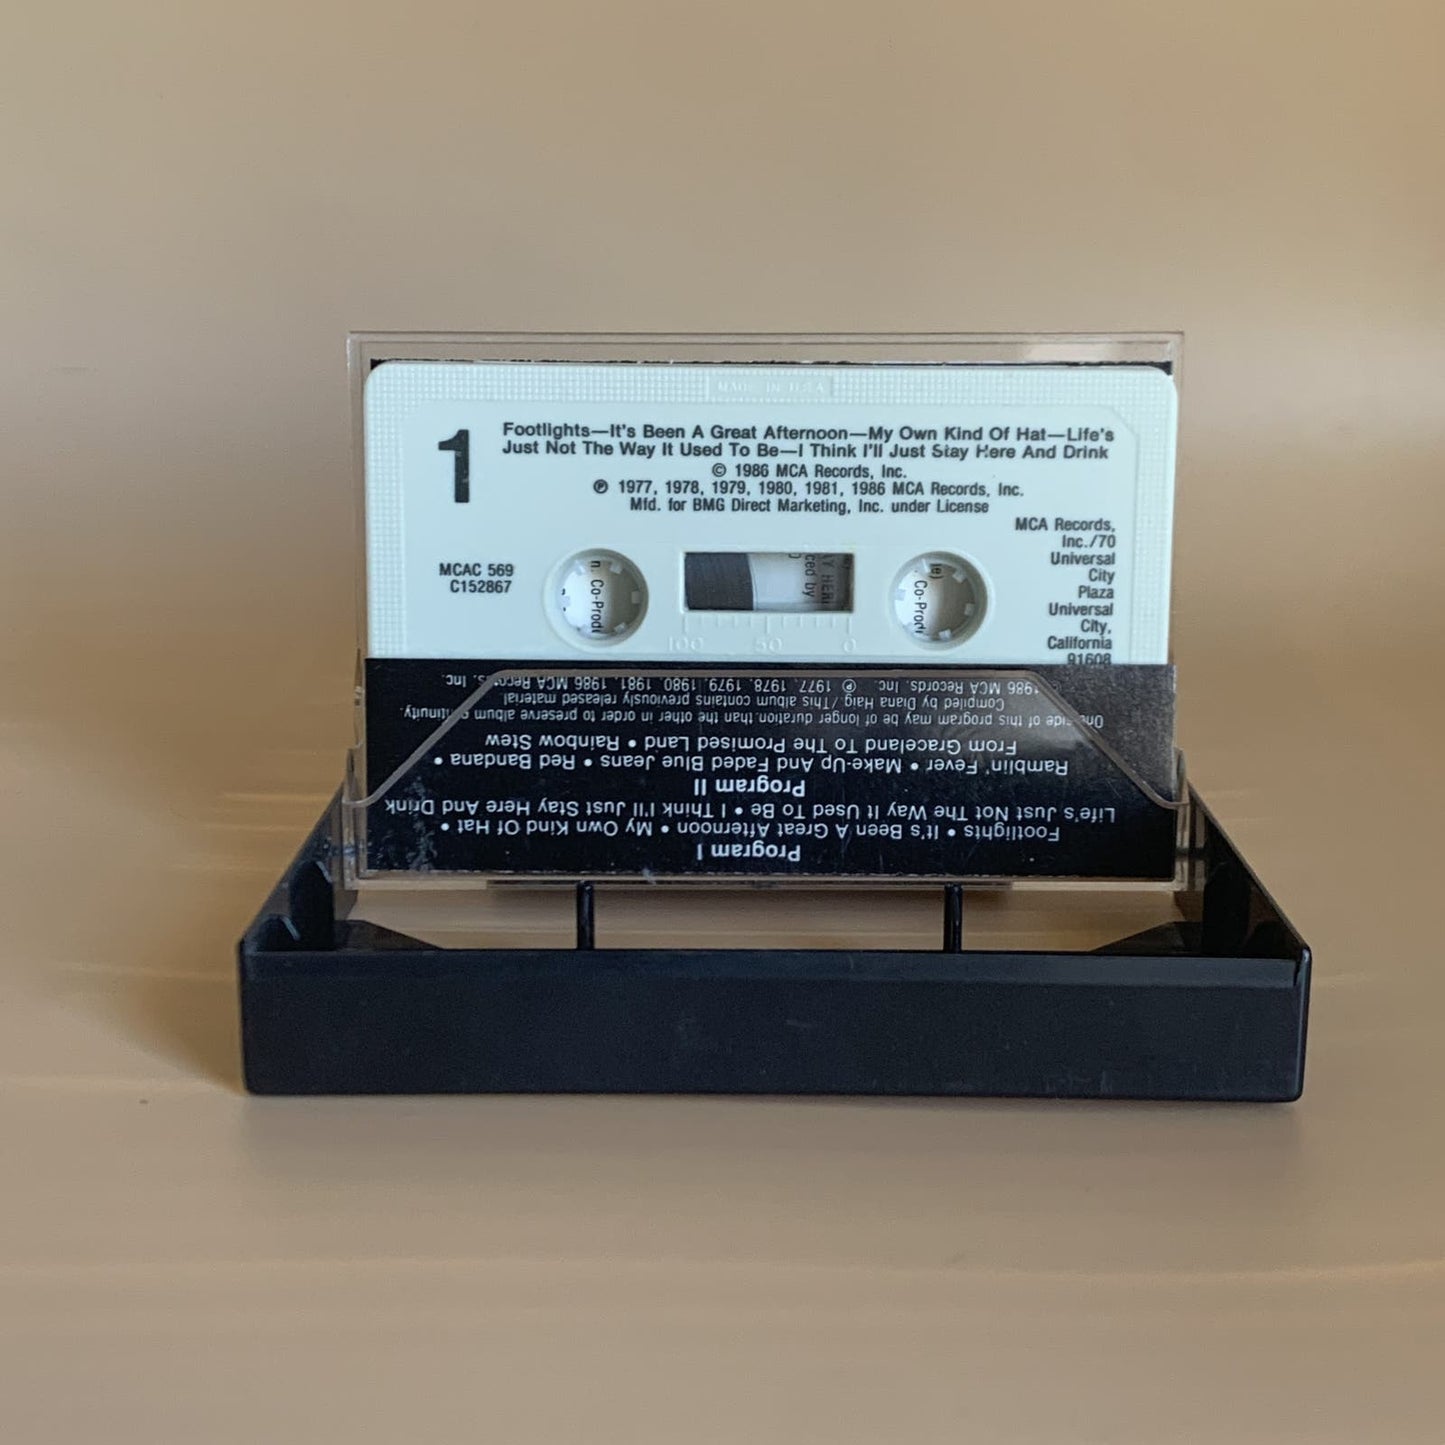 MADE IN U.S.A.
1
Footlights—It's Been A Great Afternoon—My Own Kind Of Hat—Life's
Just Not The Way It Used To Be—I Think I'll Just Stay Here And Drink
© 1986 MCA Records, Inc.
℗ 1977, 1978, 1979, 1980, 1981, 1986 MCA Records, Inc.
Mfd. for BMG Direct Marketing, Inc. under License
MCA Records,
Inc./70
Universal
City
Plaza
Universal
City,
California
91608
MCAC 569
C152867
n. Co-Prod
ced by
Co-Prod
100 50 0
Program I
Footlights • It's Been A Great Afternoon • My Own Kind Of Hat •
Life's Just Not The Way It Used To Be • I Think I'll Just Stay Here And Drink
Program II
Ramblin' Fever • Make-Up And Faded Blue Jeans • Red Bandana •
From Graceland To The Promised Land • Rainbow Stew
One side of this program may be of longer duration than the other in order to preserve album continuity.
Compiled by Diana Haig / This album contains previously released material
1986 MCA Records, Inc. ℗ 1977, 1978, 1979, 1980, 1981, 1986 MCA Records, Inc.